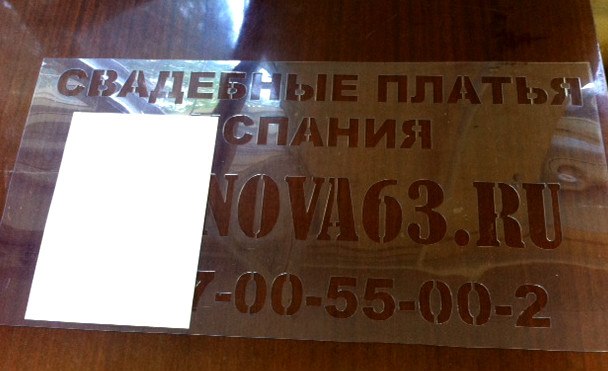 СВАДЕБНЫЕ ПЛАТЬЯ
СПАНИЯ
NOVA63.RU
7-00-55-00-2